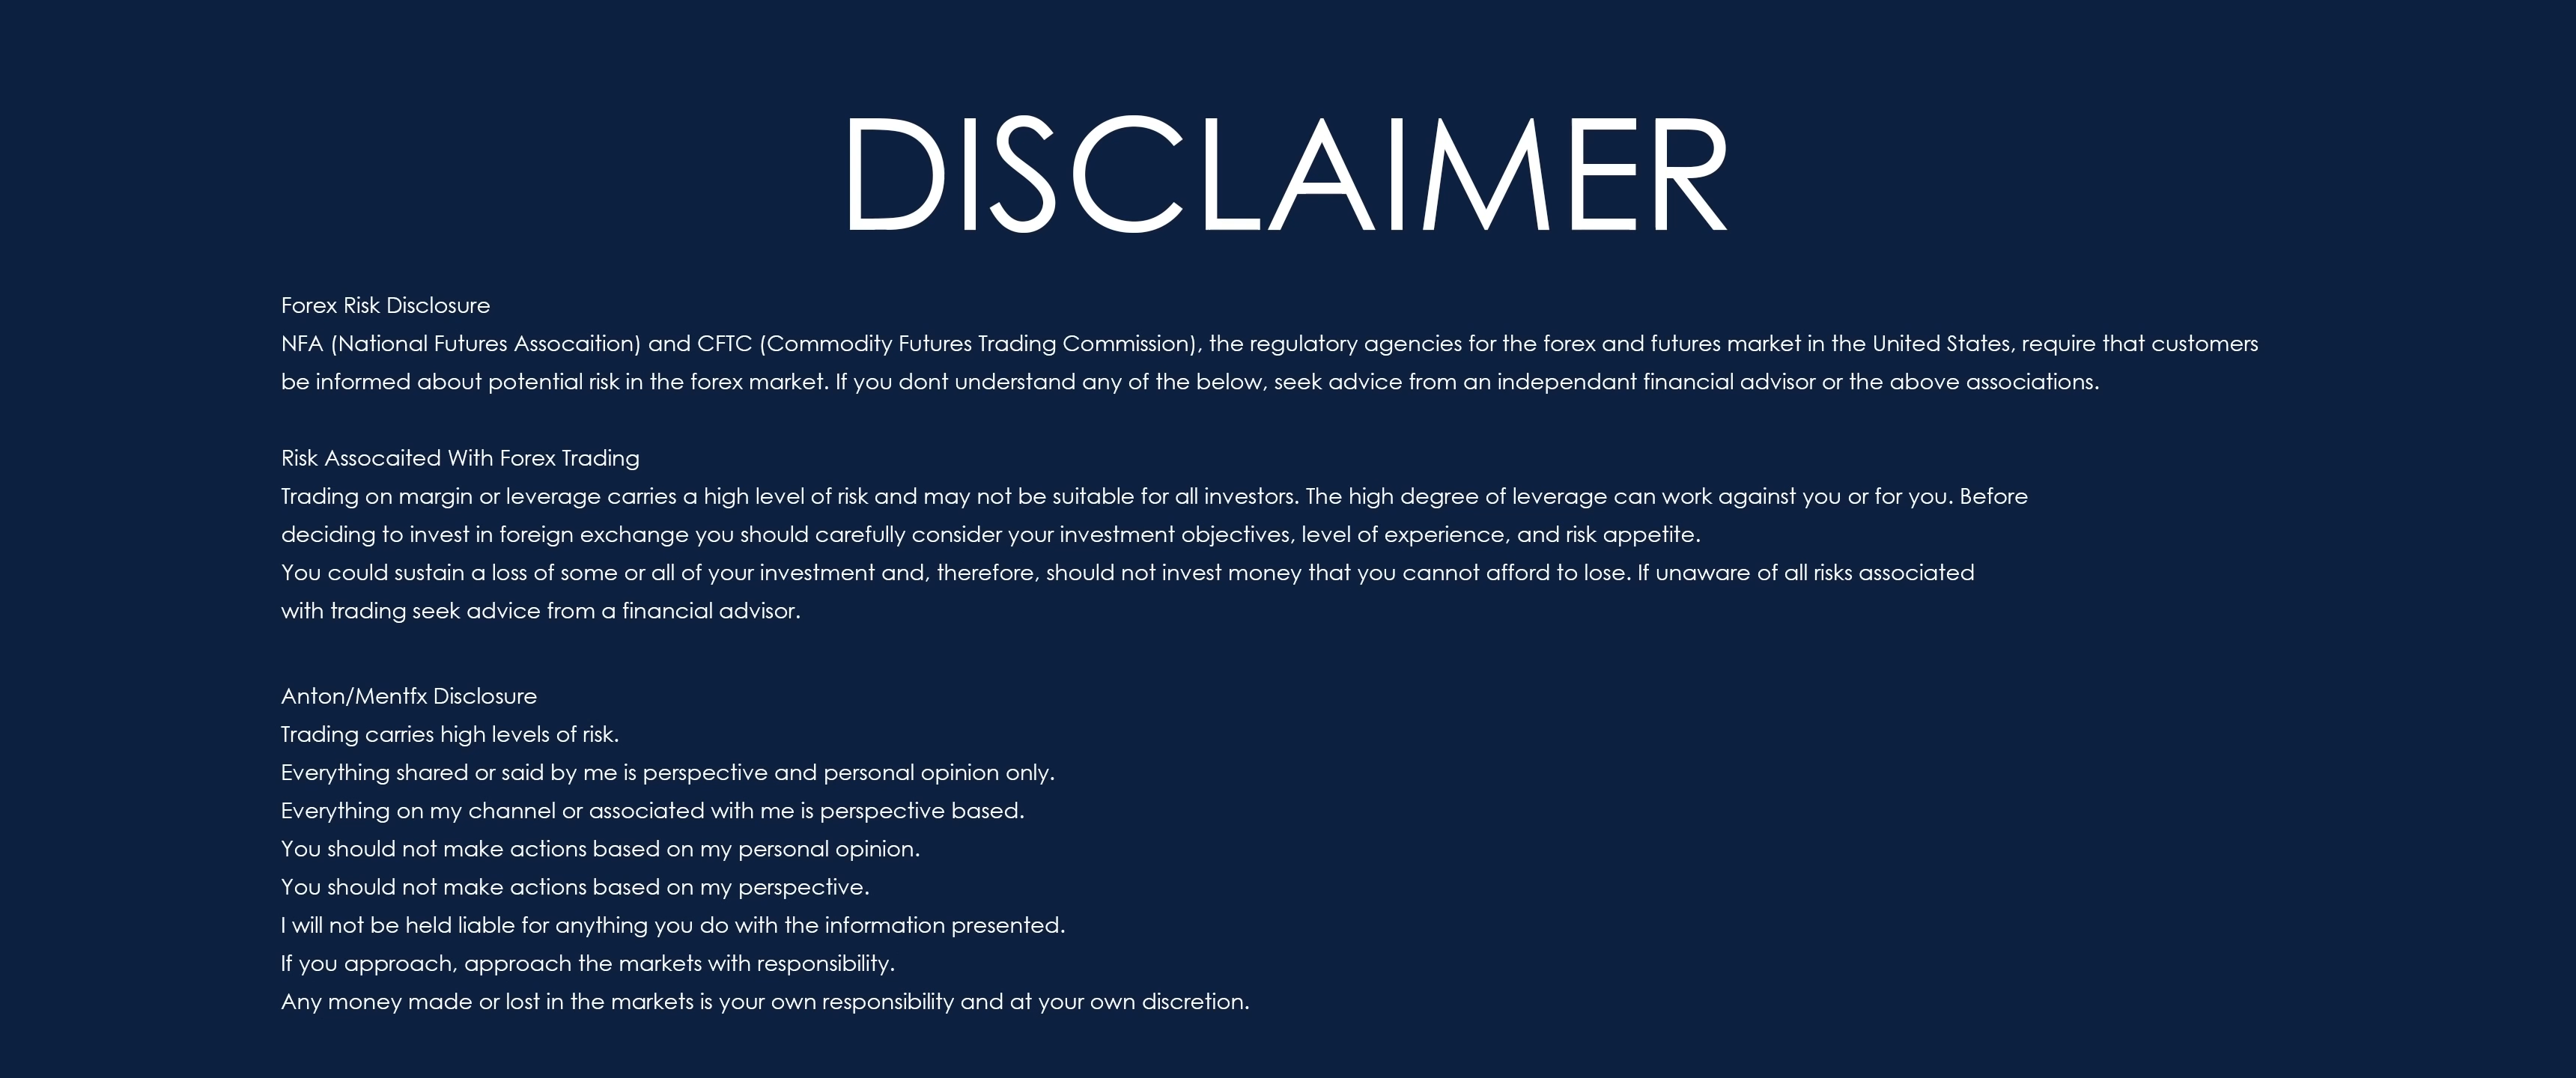 DISCLAIMER
Forex Risk Disclosure
NFA (National Futures Assocaition) and CFTC (Commodity Futures Trading Commission), the regulatory agencies for the forex and futures market in the United States, require that customers
be informed about potential risk in the forex market. If you dont understand any of the below, seek advice from an independant financial advisor or the above associations.
Risk Assocaited With Forex Trading
Trading on margin or leverage carries a high level of risk and may not be suitable for all investors. The high degree of leverage can work against you or for you. Before
deciding to invest in foreign exchange you should carefully consider your investment objectives, level of experience, and risk appetite.
You could sustain a loss of some or all of your investment and, therefore, should not invest money that you cannot afford to lose. If unaware of all risks associated
with trading seek advice from a financial advisor.
Anton/Mentfx Disclosure
Trading carries high levels of risk.
Everything shared or said by me is perspective and personal opinion only.
Everything on my channel or associated with me is perspective based.
You should not make actions based on my personal opinion.
You should not make actions based on my perspective.
I will not be held liable for anything you do with the information presented.
If you approach, approach the markets with responsibility.
Any money made or lost in the markets is your own responsibility and at your own discretion.